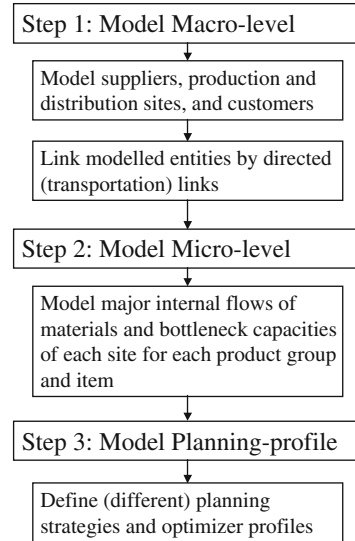 Step 1: Model Macro-level
Model suppliers, production and
distribution sites, and customers
Link modelled entities by directed
(transportation) links
Step 2: Model Micro-level
Model major internal flows of
materials and bottleneck capacities
of each site for each product group
and item
Step 3: Model Planning-profile
Define (different) planning
strategies and optimizer profiles